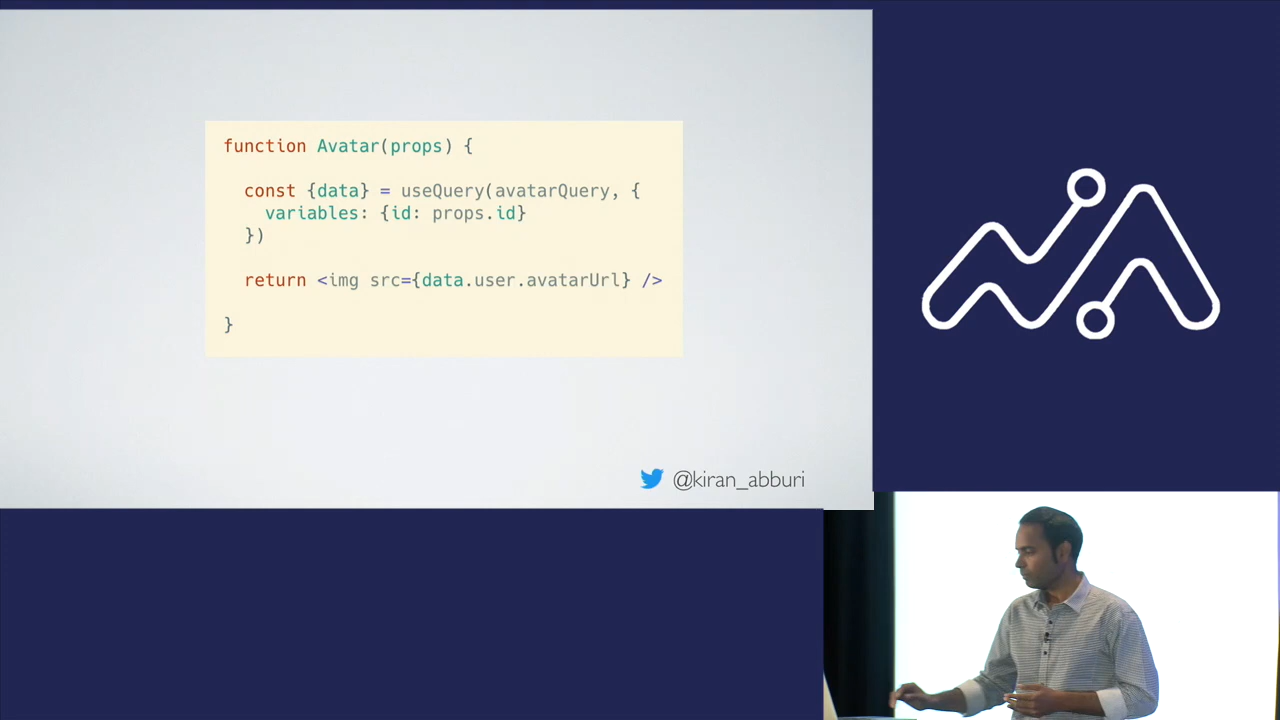 function Avatar(props) {
const {data} = useQuery(avatarQuery, {
variables: {id: props.id}
})
return <img src={data.user.avatarUrl} />
}
@kiran_abburi